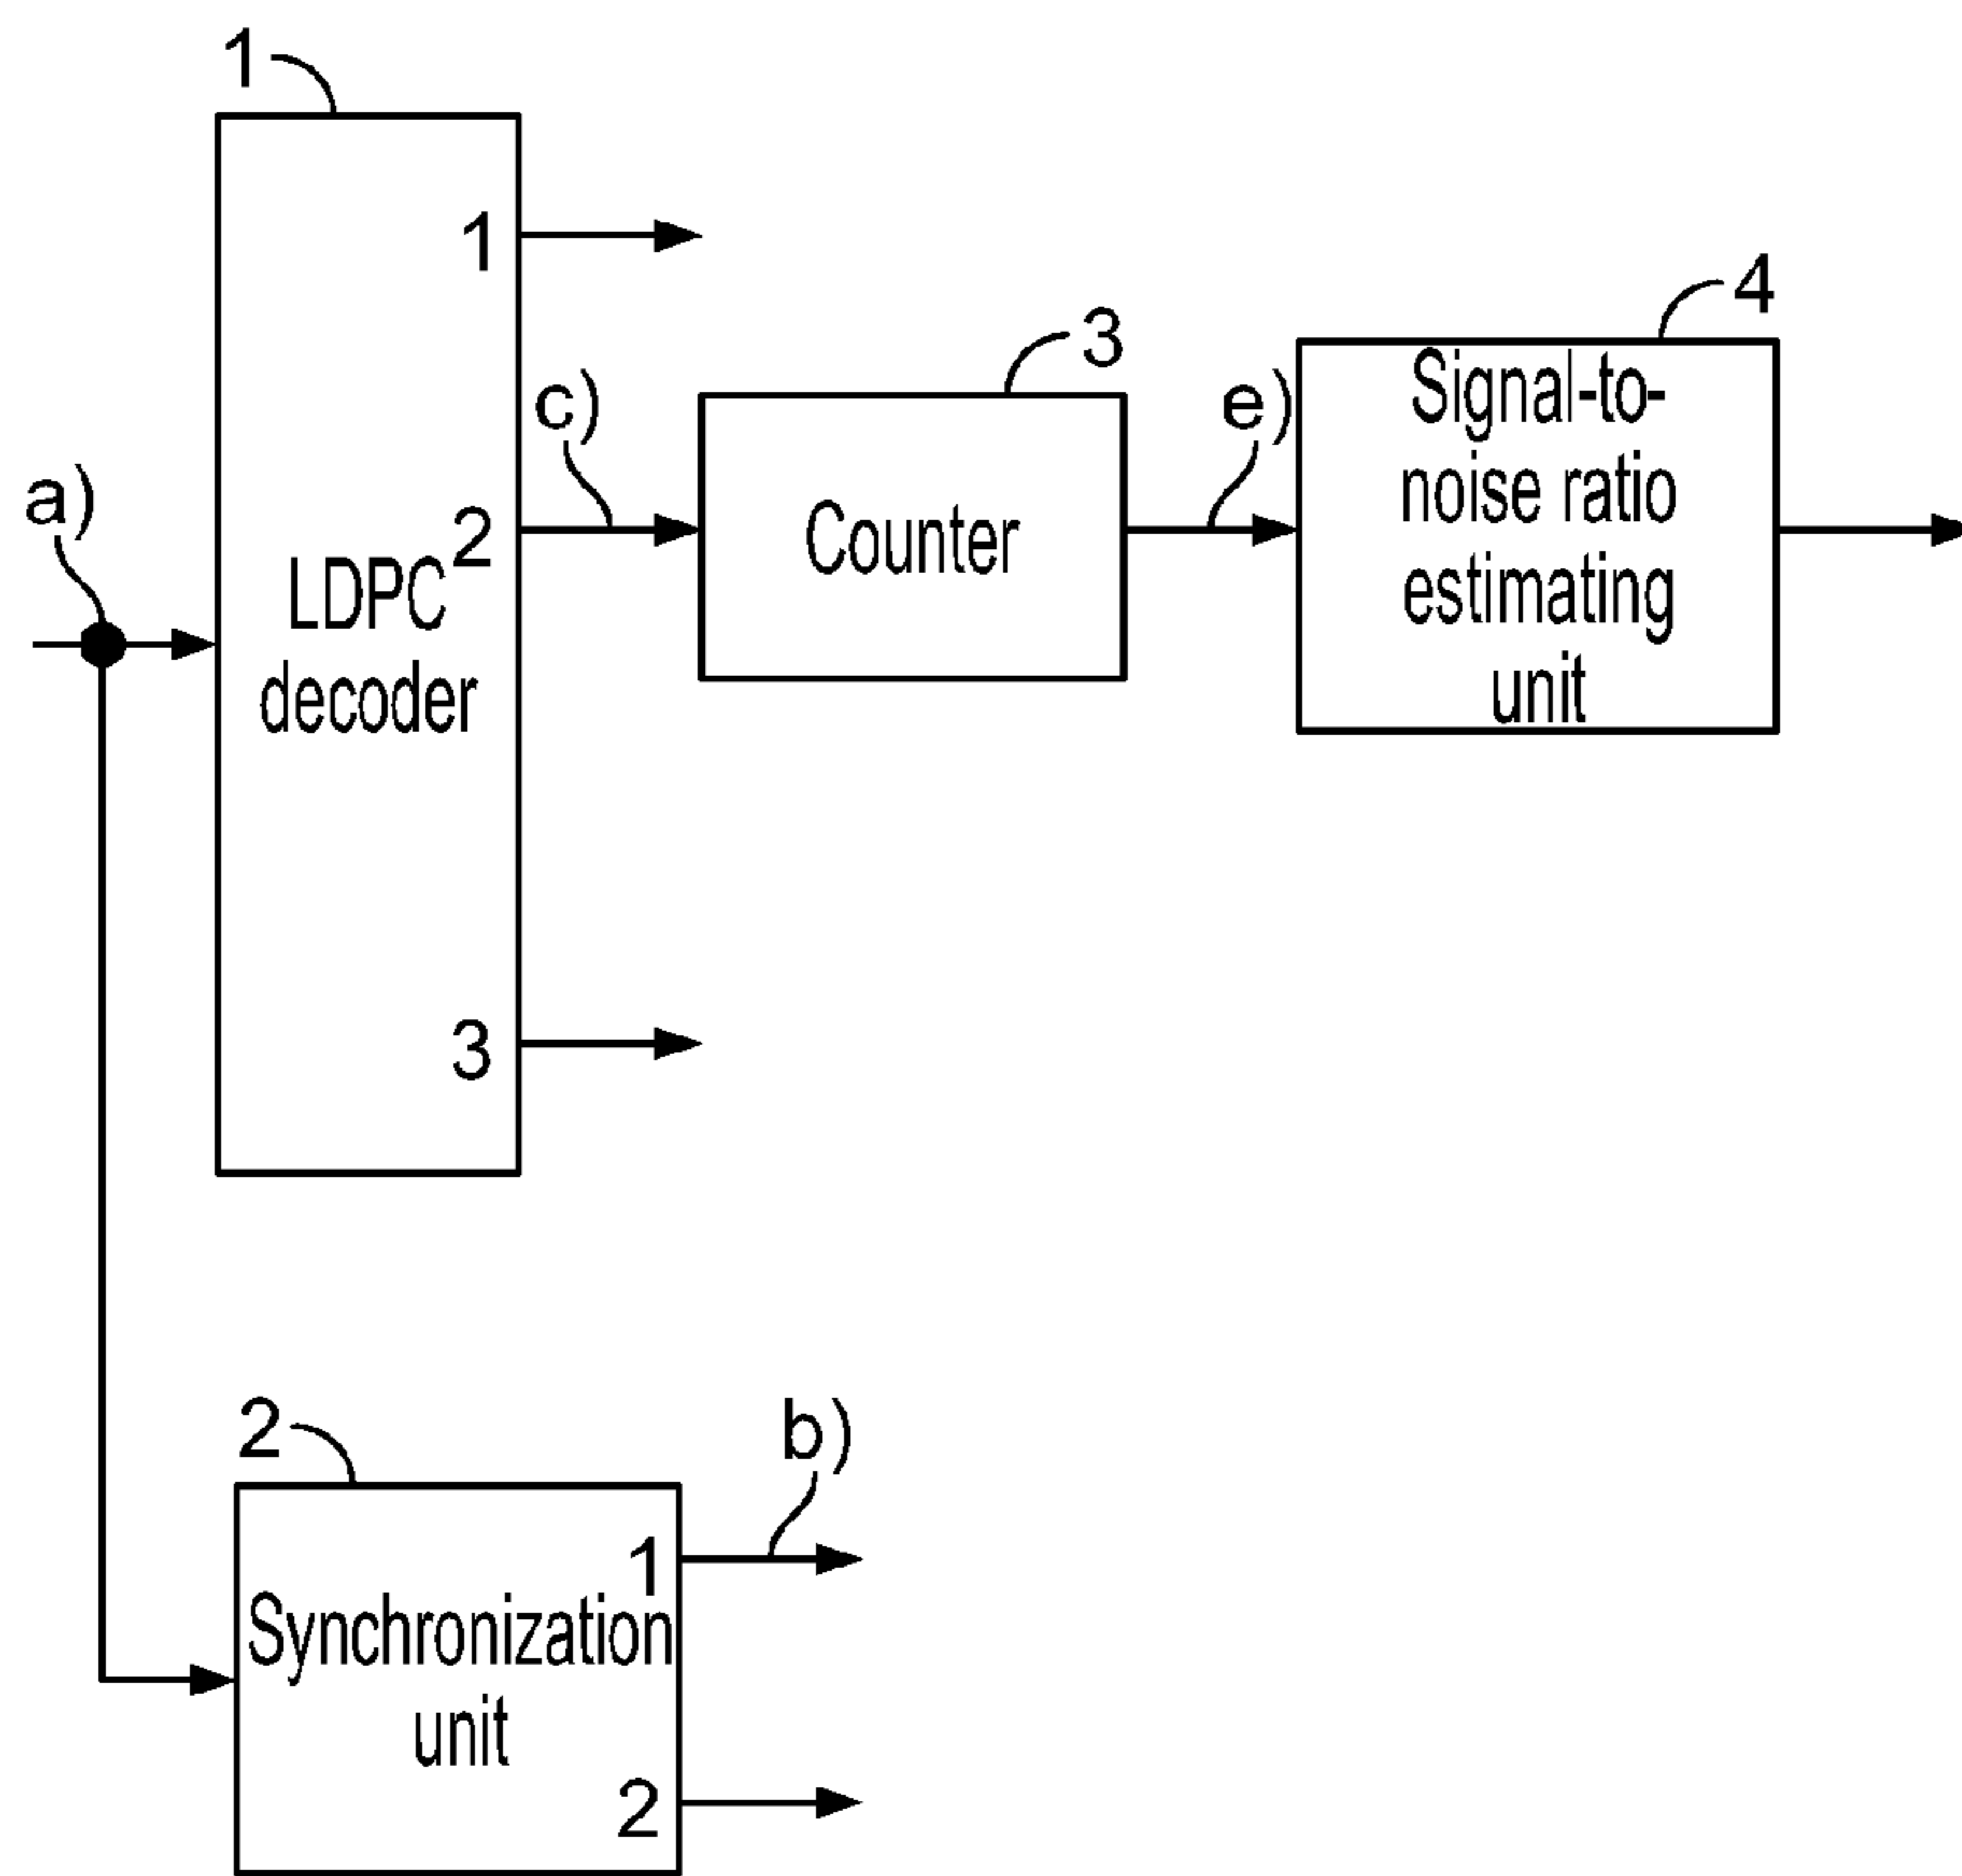 1
1
4
3
c)
e)
Signal-to-
noise ratio
estimating
unit
a)
2
Counter
LDPC
decoder
3
2
b)
1
Synchronization
unit
2